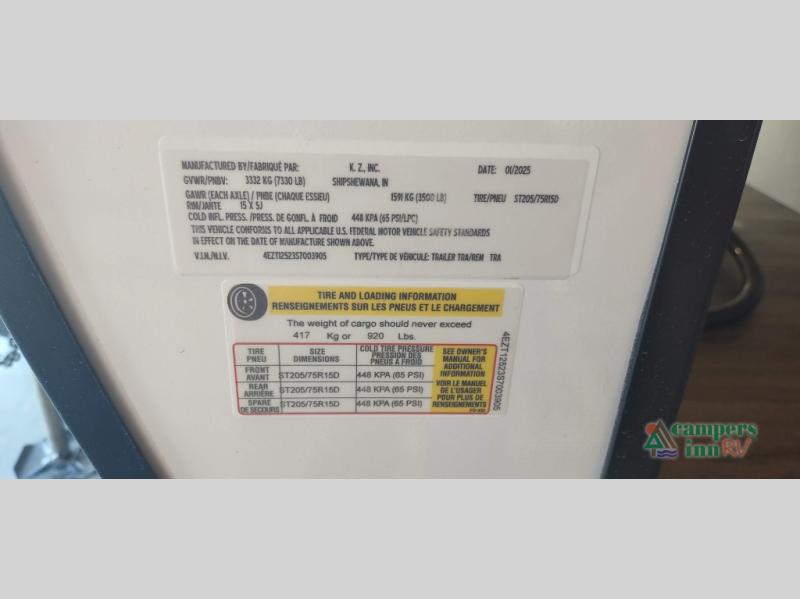 MANUFACTURED BY/FABRIQUÉ PAR: K. Z., INC. DATE: 01/2025
GVWR/PNBV: 3332 KG (7330 LB) SHIPSHEWANA, IN
GAWR (EACH AXLE) / PNBE (CHAQUE ESSIEU) 1591 KG (3500 LB) TIRE/PNEU ST205/75R15D
RIM/JANTE 15 X 5J
COLD INFL. PRESS. /PRESS. DE GONFL. À FROID 448 KPA (65 PSI/LPC)
THIS VEHICLE CONFORMS TO ALL APPLICABLE U.S. FEDERAL MOTOR VEHICLE SAFETY STANDARDS
IN EFFECT ON THE DATE OF MANUFACTURE SHOWN ABOVE.
V.I.N./N.I.V. 4EZT12523S7003905 TYPE/TYPE DE VÉHICULE: TRAILER TRA/REM TRA
TIRE AND LOADING INFORMATION
RENSEIGNEMENTS SUR LES PNEUS ET LE CHARGEMENT
The weight of cargo should never exceed
417 Kg or 920 Lbs.
TIRE SIZE COLD TIRE PRESSURE
PNEU DIMENSIONS PRESSION DES
PNEUS À FROID
FRONT
AVANT ST205/75R15D 448 KPA (65 PSI)
REAR
ARRIÈRE ST205/75R15D 448 KPA (65 PSI)
SPARE
DE SECOURS ST205/75R15D 448 KPA (65 PSI)
SEE OWNER'S
MANUAL FOR
ADDITIONAL
INFORMATION
VOIR LE MANUEL
DE L'USAGER
POUR PLUS DE
RENSEIGNEMENTS
4EZT12523S7003905
campers
inn RV